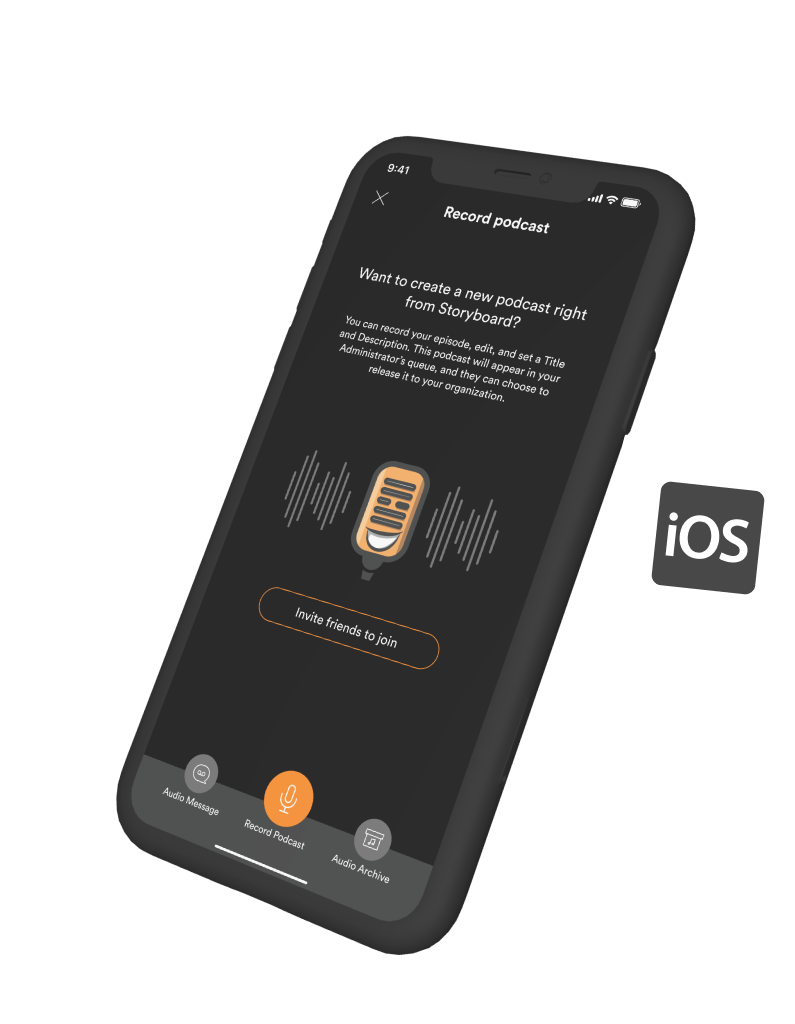 9:41
Record podcast
Want to create a new podcast right
from Storyboard?
You can record your episode, edit, and set a Title
and Description. This podcast will appear in your
Administrator's queue, and they can choose to
release it to your organization.
iOS
Invite friends to join
Audio Message
Record Podcast
Audio Archive